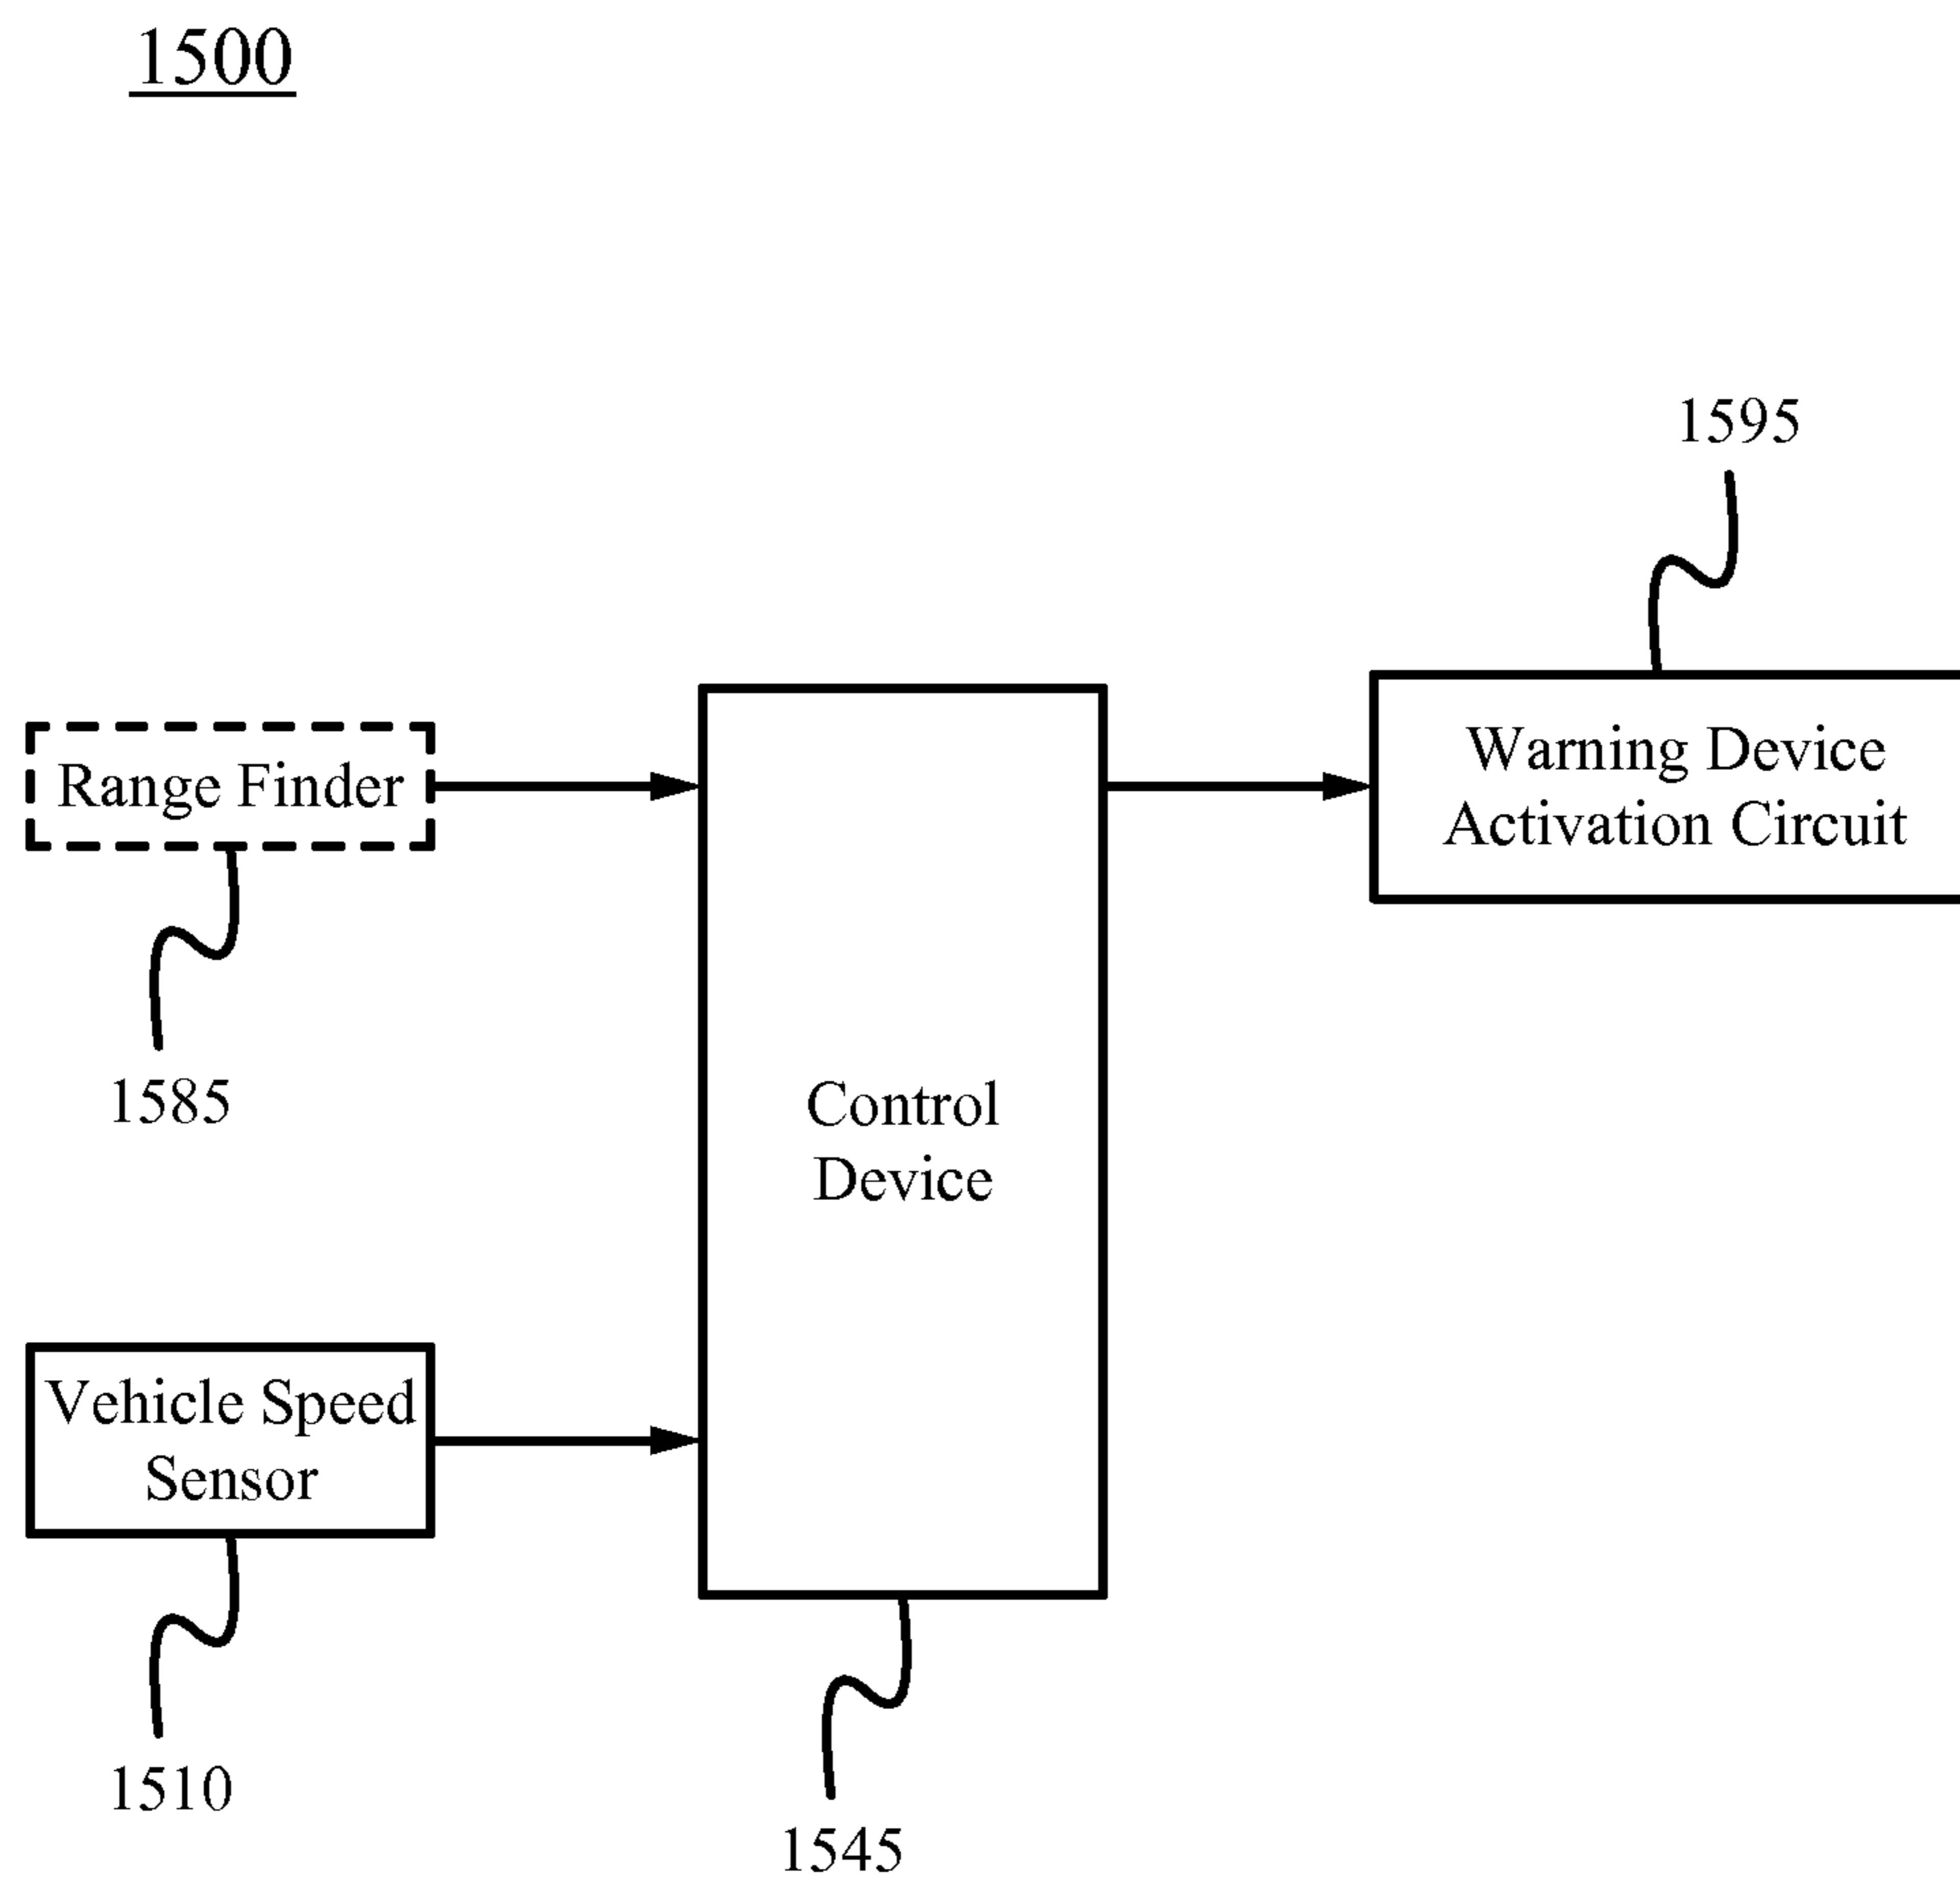 1500
1595
Range Finder
Warning Device
Activation Circuit
1585
Control
Device
Vehicle Speed
Sensor
1510
1545